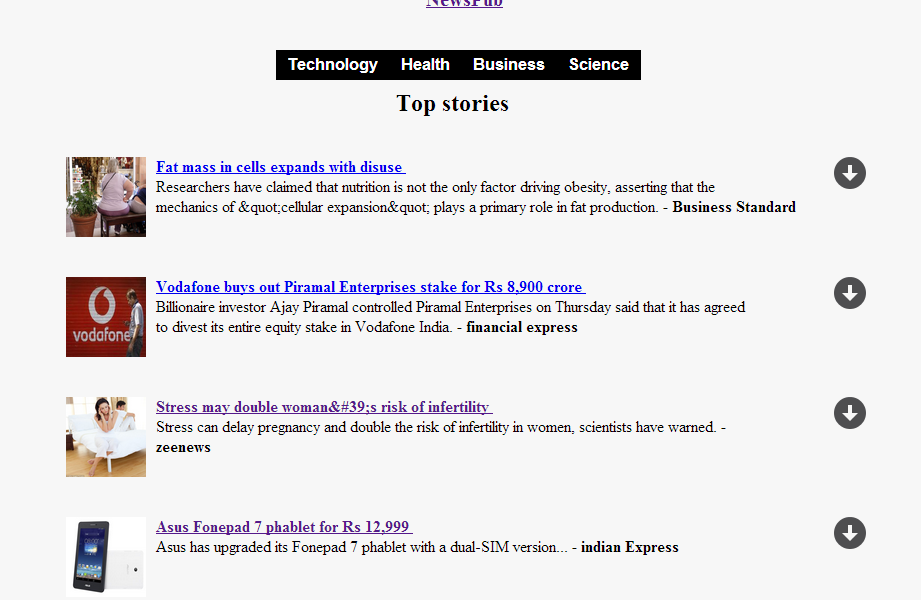 NewsPub
Technology Health Business Science
Top stories
Fat mass in cells expands with disuse
Researchers have claimed that nutrition is not the only factor driving obesity, asserting that the
mechanics of &quot;cellular expansion&quot; plays a primary role in fat production. - Business Standard
Vodafone buys out Piramal Enterprises stake for Rs 8,900 crore
Billionaire investor Ajay Piramal controlled Piramal Enterprises on Thursday said that it has agreed
to divest its entire equity stake in Vodafone India. - financial express
vodafone
Stress may double woman&#39;s risk of infertility
Stress can delay pregnancy and double the risk of infertility in women, scientists have warned. -
zeenews
Asus Fonepad 7 phablet for Rs 12,999
Asus has upgraded its Fonepad 7 phablet with a dual-SIM version... - indian Express